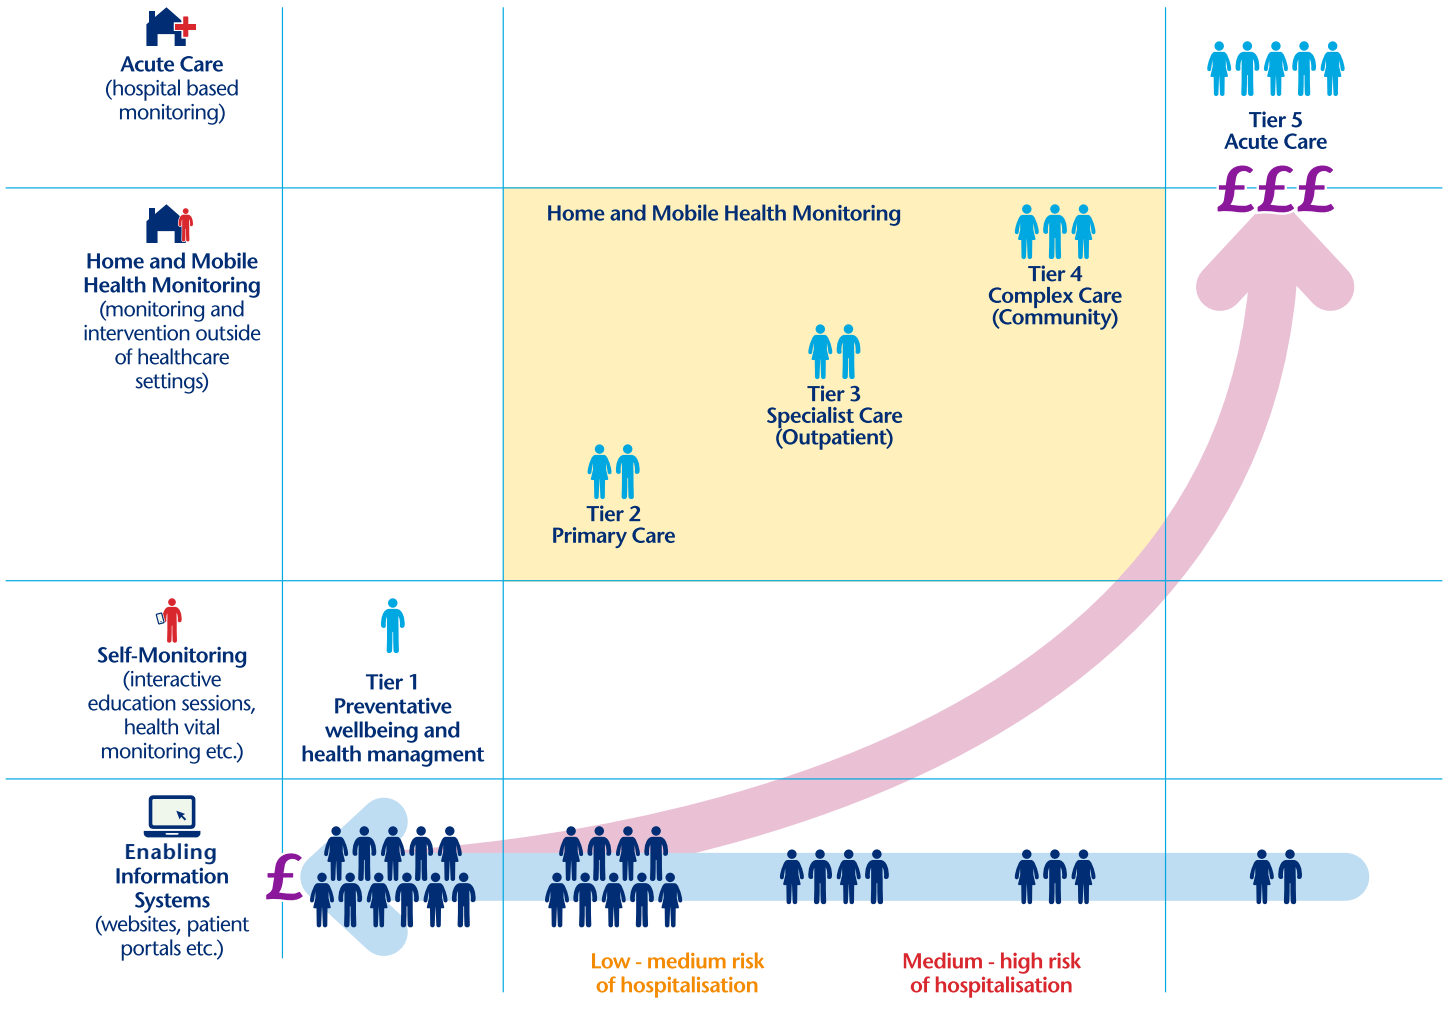 Acute Care
(hospital based
monitoring)
Tier 5
Acute Care
£££
Home and Mobile
Health Monitoring
(monitoring and
intervention outside
of healthcare
settings)
Home and Mobile Health Monitoring
Tier 4
Complex Care
(Community)
Tier 3
Specialist Care
(Outpatient)
Tier 2
Primary Care
Self-Monitoring
(interactive
education sessions,
health vital
monitoring etc.)
Tier 1
Preventative
wellbeing and
health managment
Enabling
Information
Systems
(websites, patient
portals etc.)
£
Low - medium risk
of hospitalisation
Medium - high risk
of hospitalisation